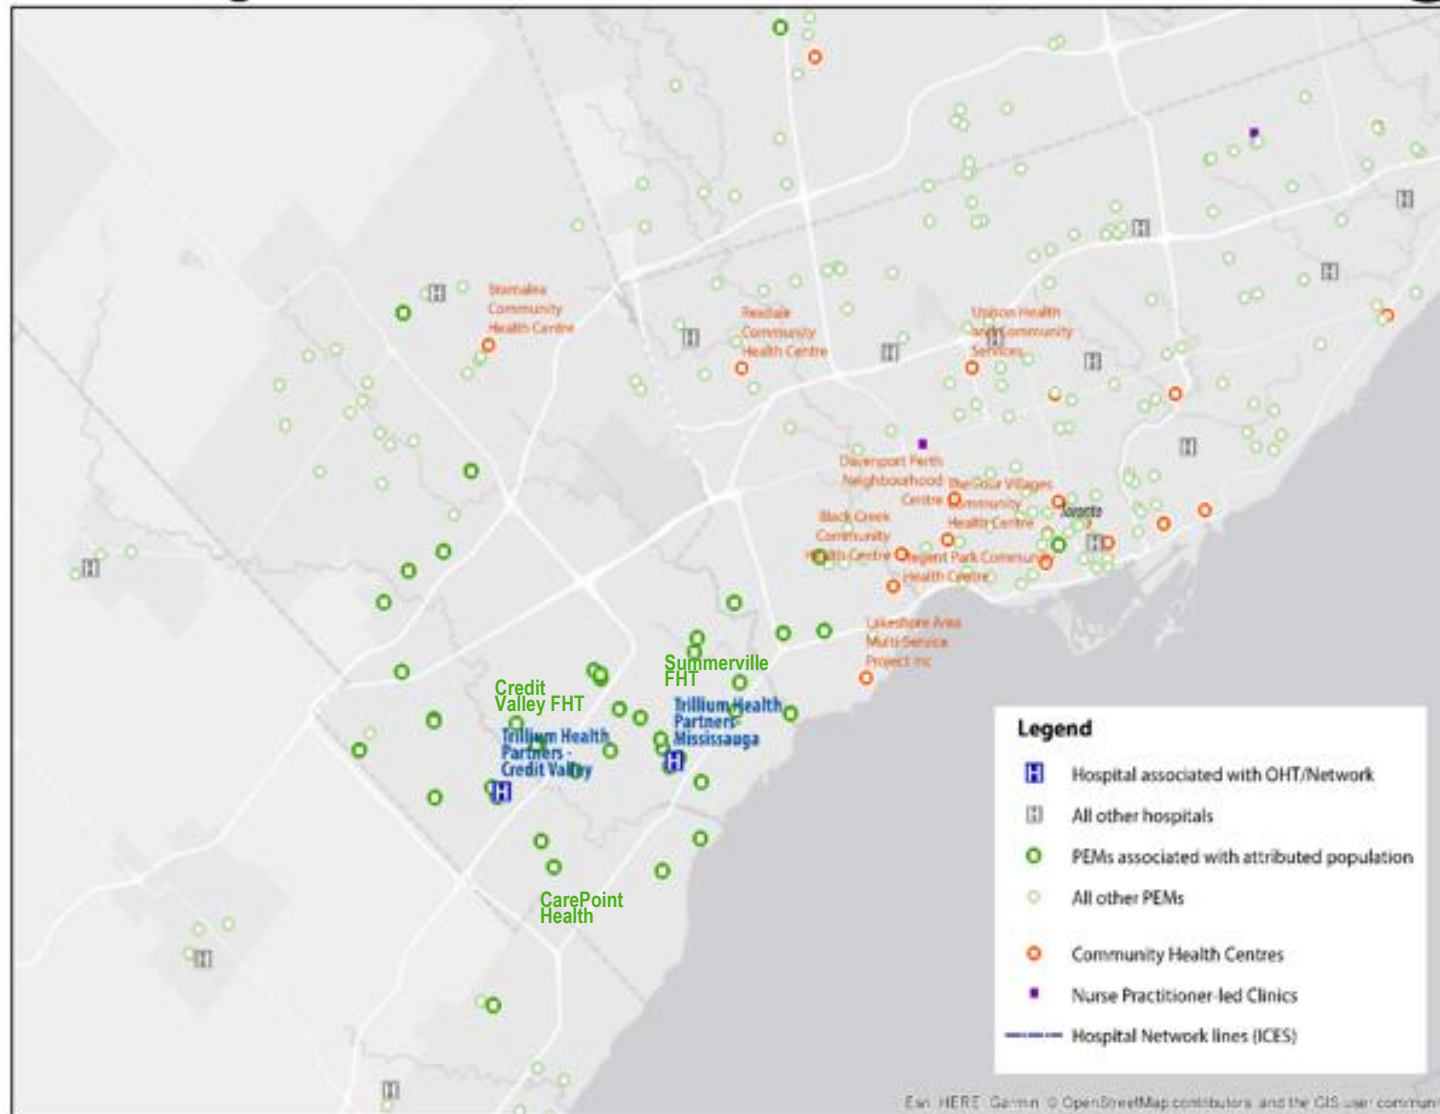 Bramalea
Community
Health Centre
Rexdale
Community
Health Centre
Unison Health
and Community
Services
Davenport Perth
Neighbourhood
Centre
The Four Villages
Community
Health Centre
Toronto
Black Creek
Community
Health Centre
Regent Park Community
Health Centre
Lakeshore Area
Multi-Service
Project Inc
Summerville
FHT
Credit
Valley FHT
Trillium Health
Partners
Mississauga
Trillium Health
Partners -
Credit Valley
CarePoint
Health
Legend
H Hospital associated with OHT/Network
H All other hospitals
PEMs associated with attributed population
All other PEMs
Community Health Centres
Nurse Practitioner-led Clinics
Hospital Network lines (ICES)
Esri, HERE, Garmin, © OpenStreetMap contributors, and the GIS user commun